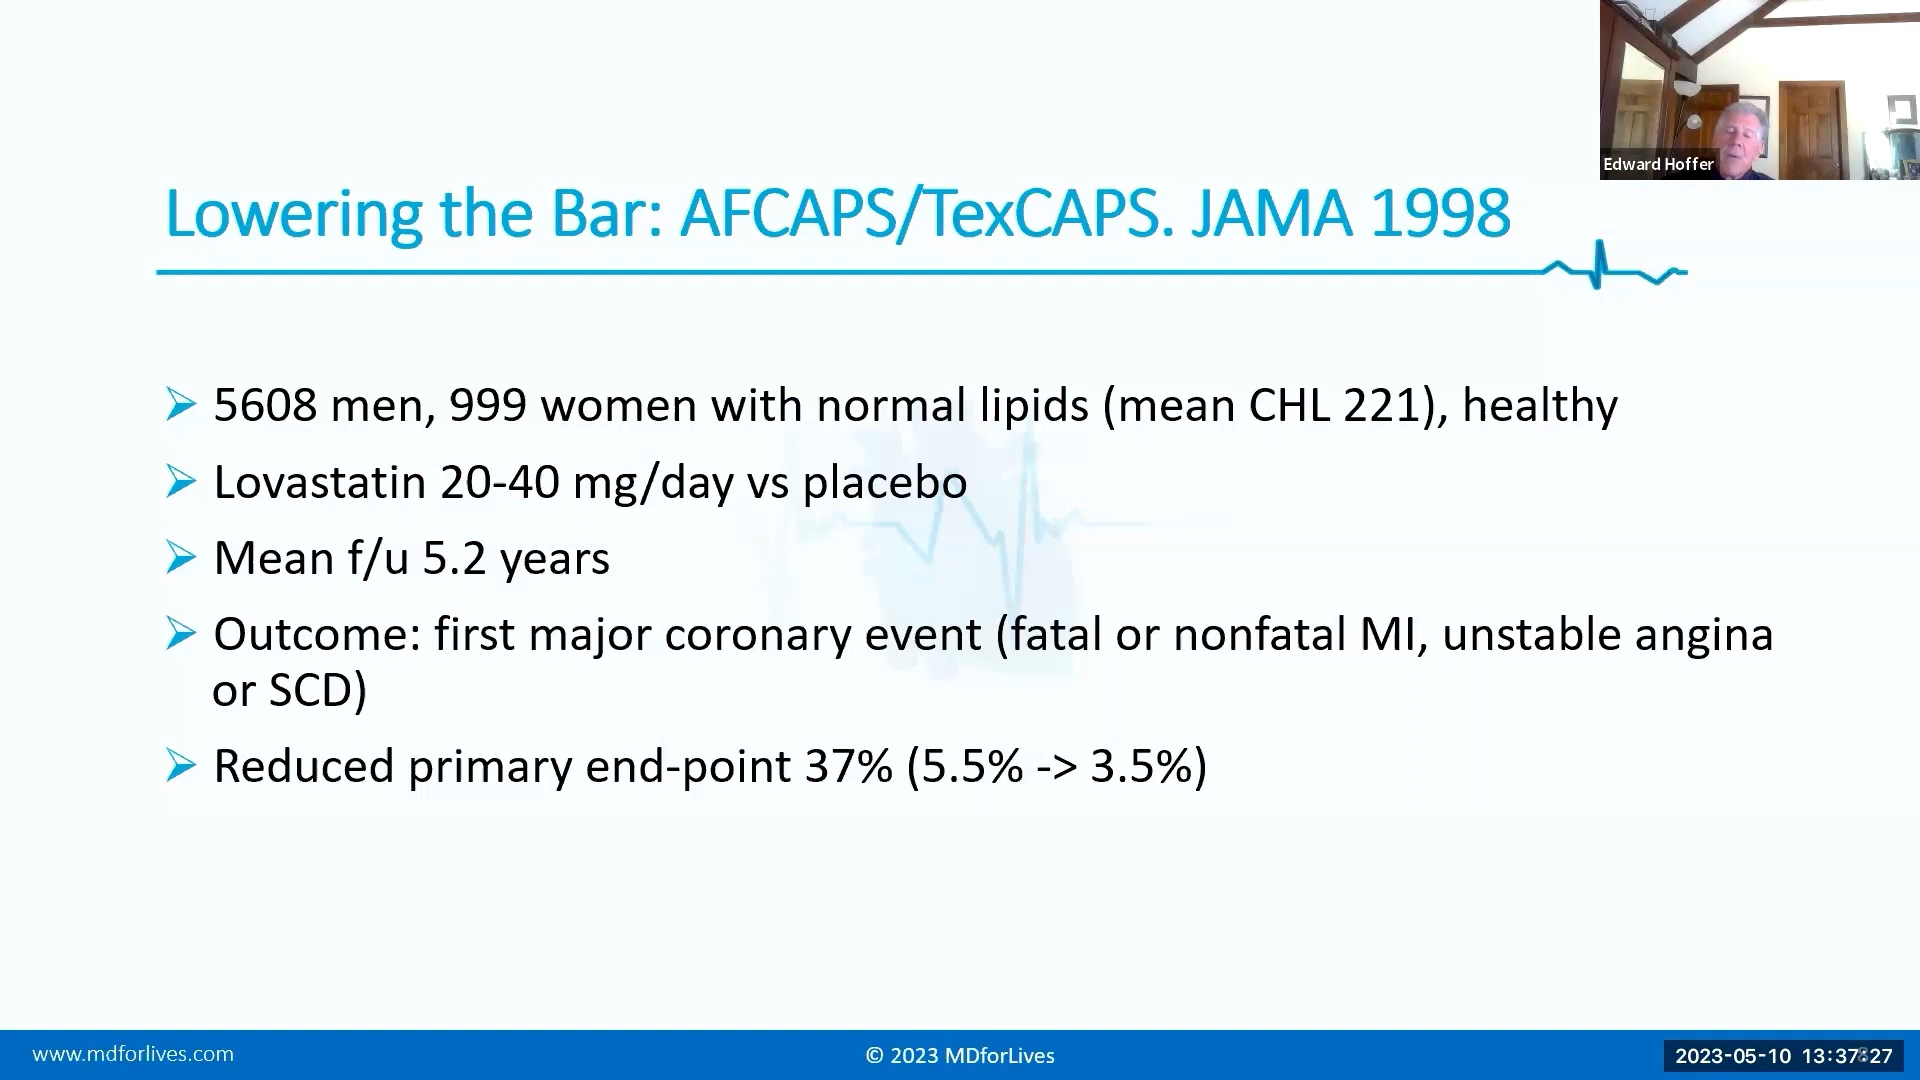 Edward Hoffer
Lowering the Bar: AFCAPS/TexCAPS. JAMA 1998
5608 men, 999 women with normal lipids (mean CHL 221), healthy
Lovastatin 20-40 mg/day vs placebo
Mean f/u 5.2 years
Outcome: first major coronary event (fatal or nonfatal MI, unstable angina
or SCD)
Reduced primary end-point 37% (5.5% -> 3.5%)
www.mdforlives.com
© 2023 MDforLives
2023-05-10 13:37:27